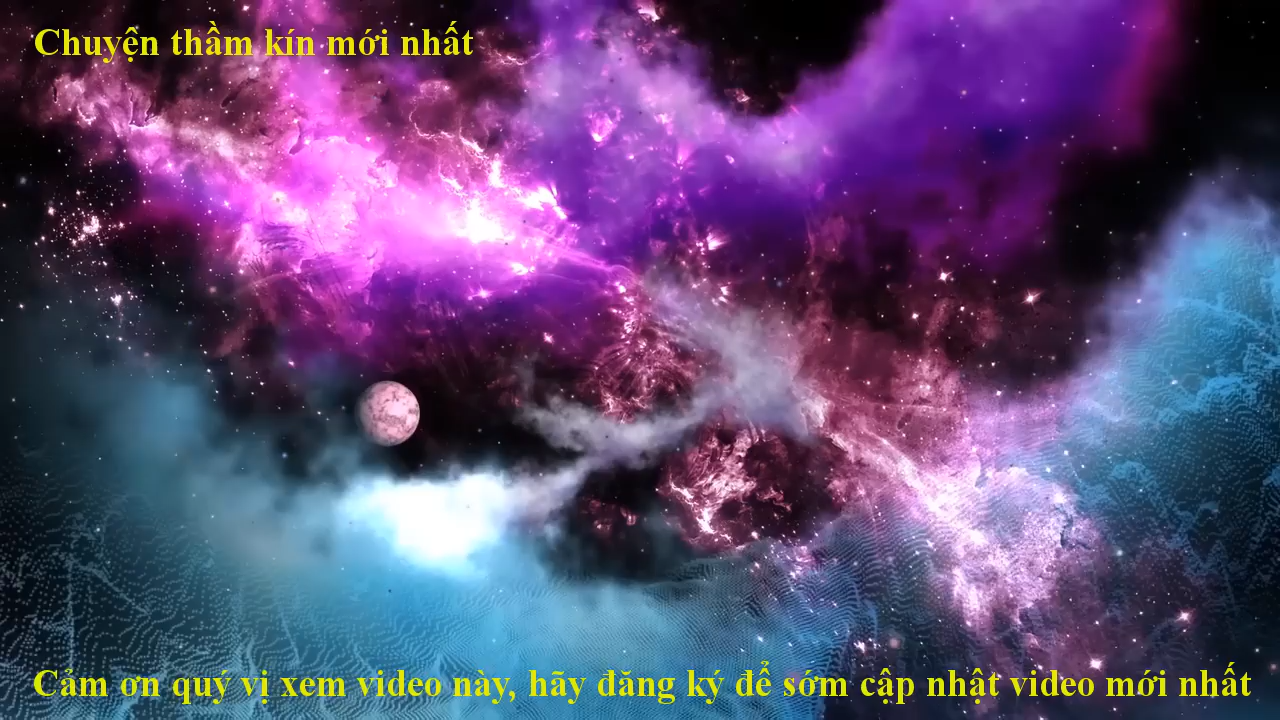 Chuyện thầm kín mới nhất
Cảm ơn quý vị xem video này, hãy đăng ký để sớm cập nhật video mới nhất